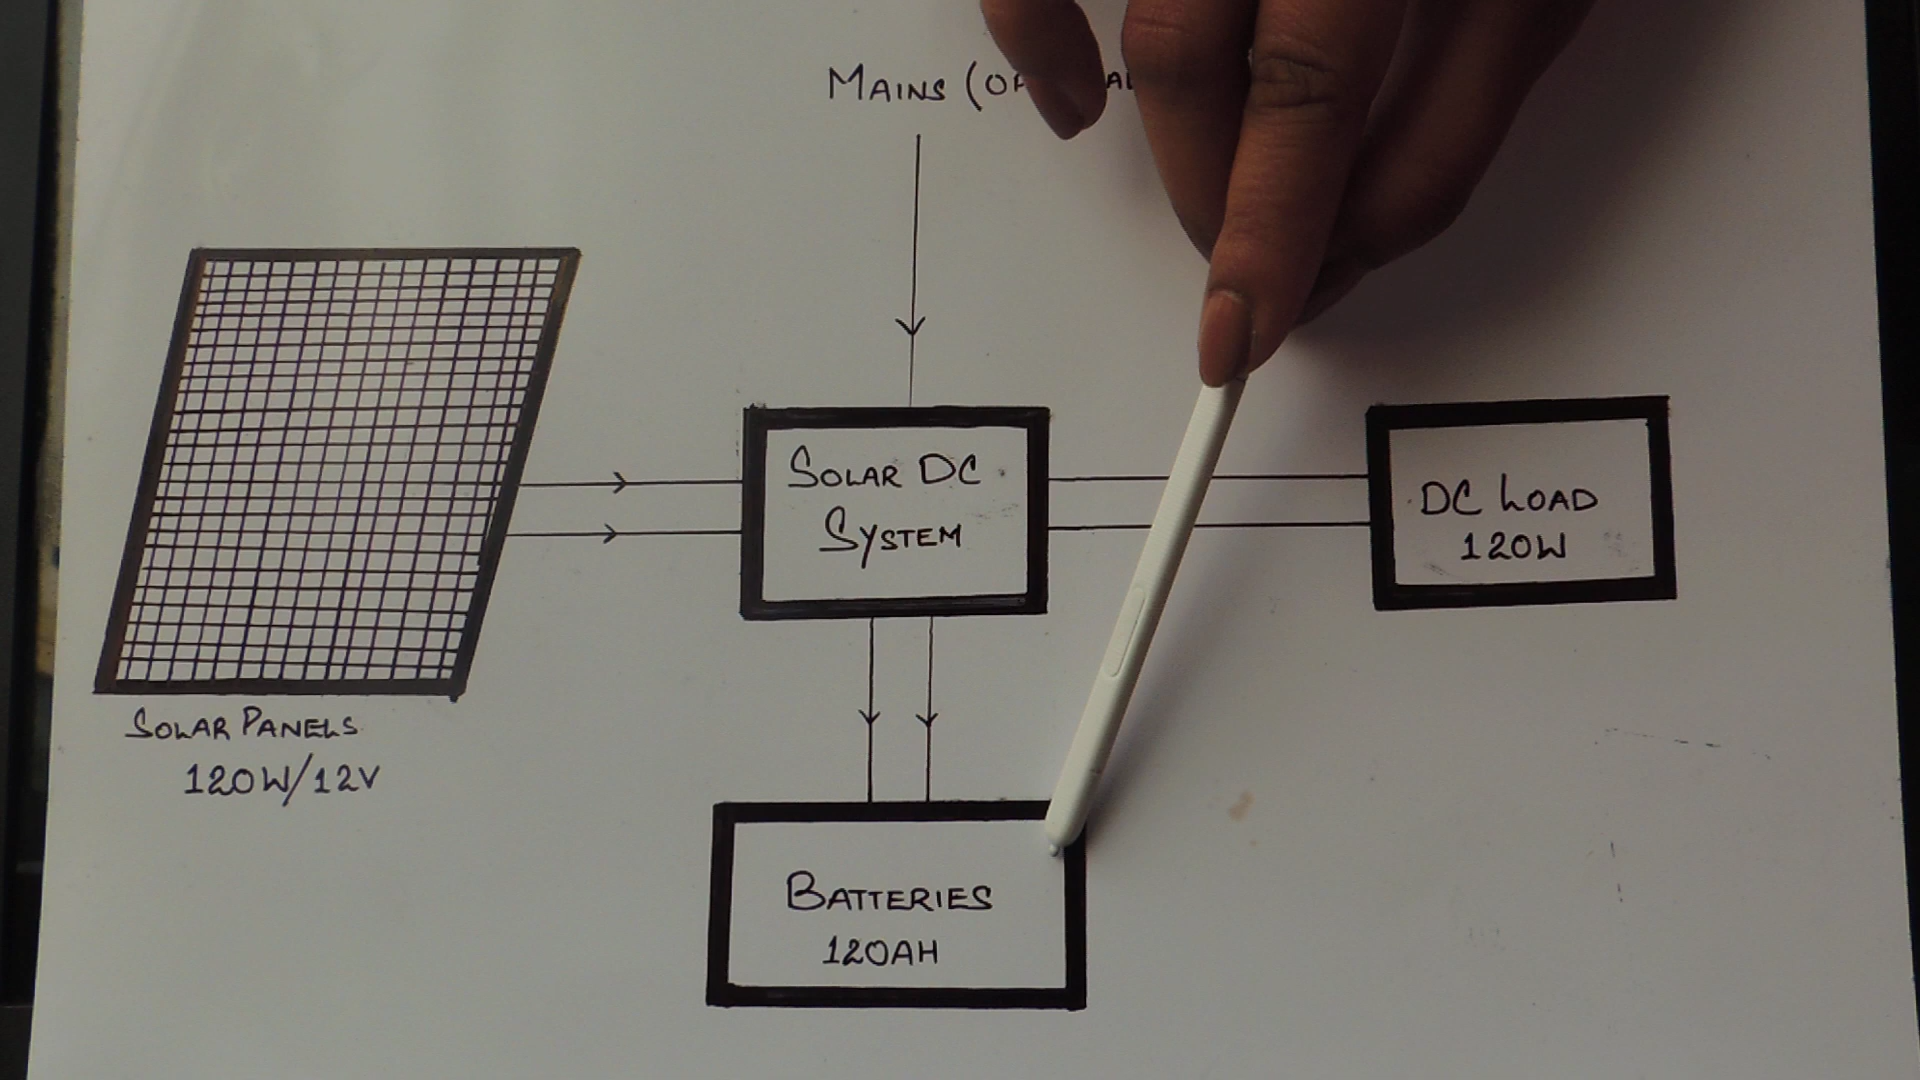 MAINS (
SOLAR DC
SYSTEM
DC LOAD
120W
SOLAR PANELS
120W/12V
BATTERIES
120AH